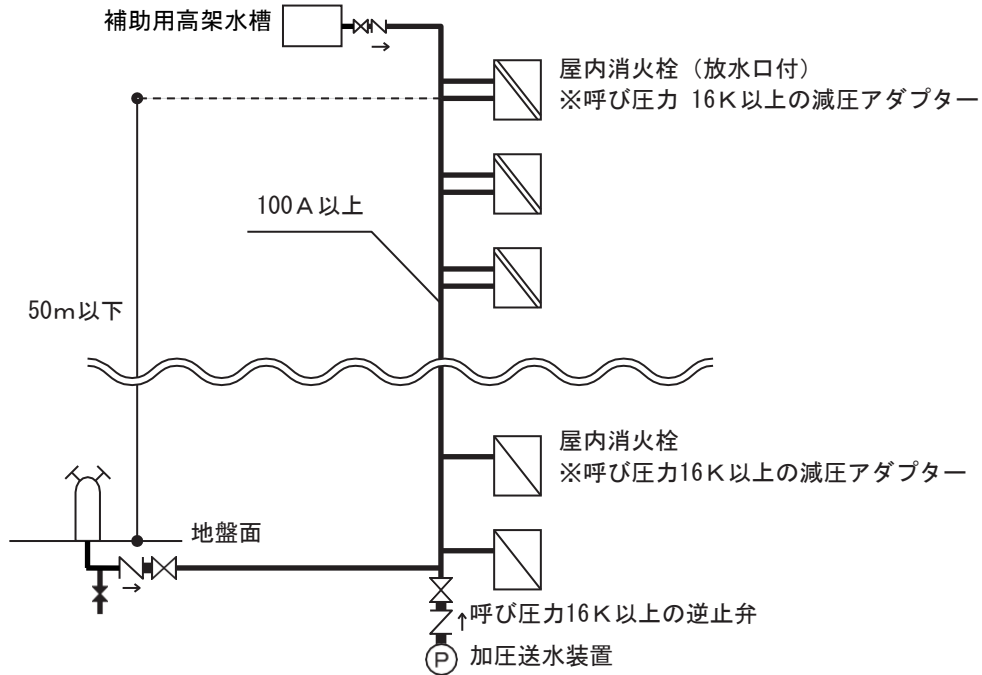 補助用高架水槽
屋内消火栓（放水口付）
※呼び圧力 16K以上の減圧アダプター
100A以上
50m以下
屋内消火栓
※呼び圧力16K以上の減圧アダプター
地盤面
呼び圧力16K以上の逆止弁
P
加圧送水装置